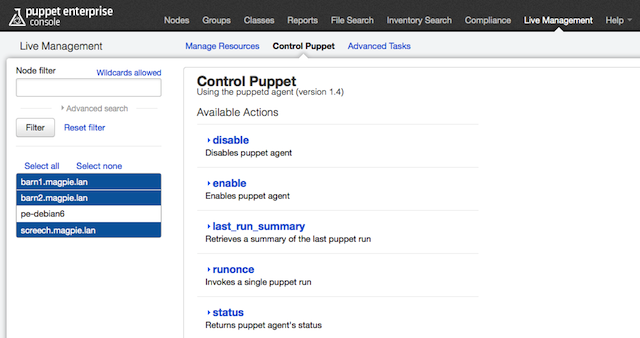 puppet enterprise
console
Nodes Groups Classes Reports File Search Inventory Search Compliance Live Management Help
Live Management
Manage Resources Control Puppet Advanced Tasks
Node filter
Wildcards allowed
Advanced search
Filter
Reset filter
Select all Select none
barn1.magpie.lan
barn2.magpie.lan
pe-debian6
screech.magpie.lan
Control Puppet
Using the puppetd agent (version 1.4)
Available Actions
disable
Disables puppet agent
enable
Enables puppet agent
last_run_summary
Retrieves a summary of the last puppet run
runonce
Invokes a single puppet run
status
Returns puppet agent's status